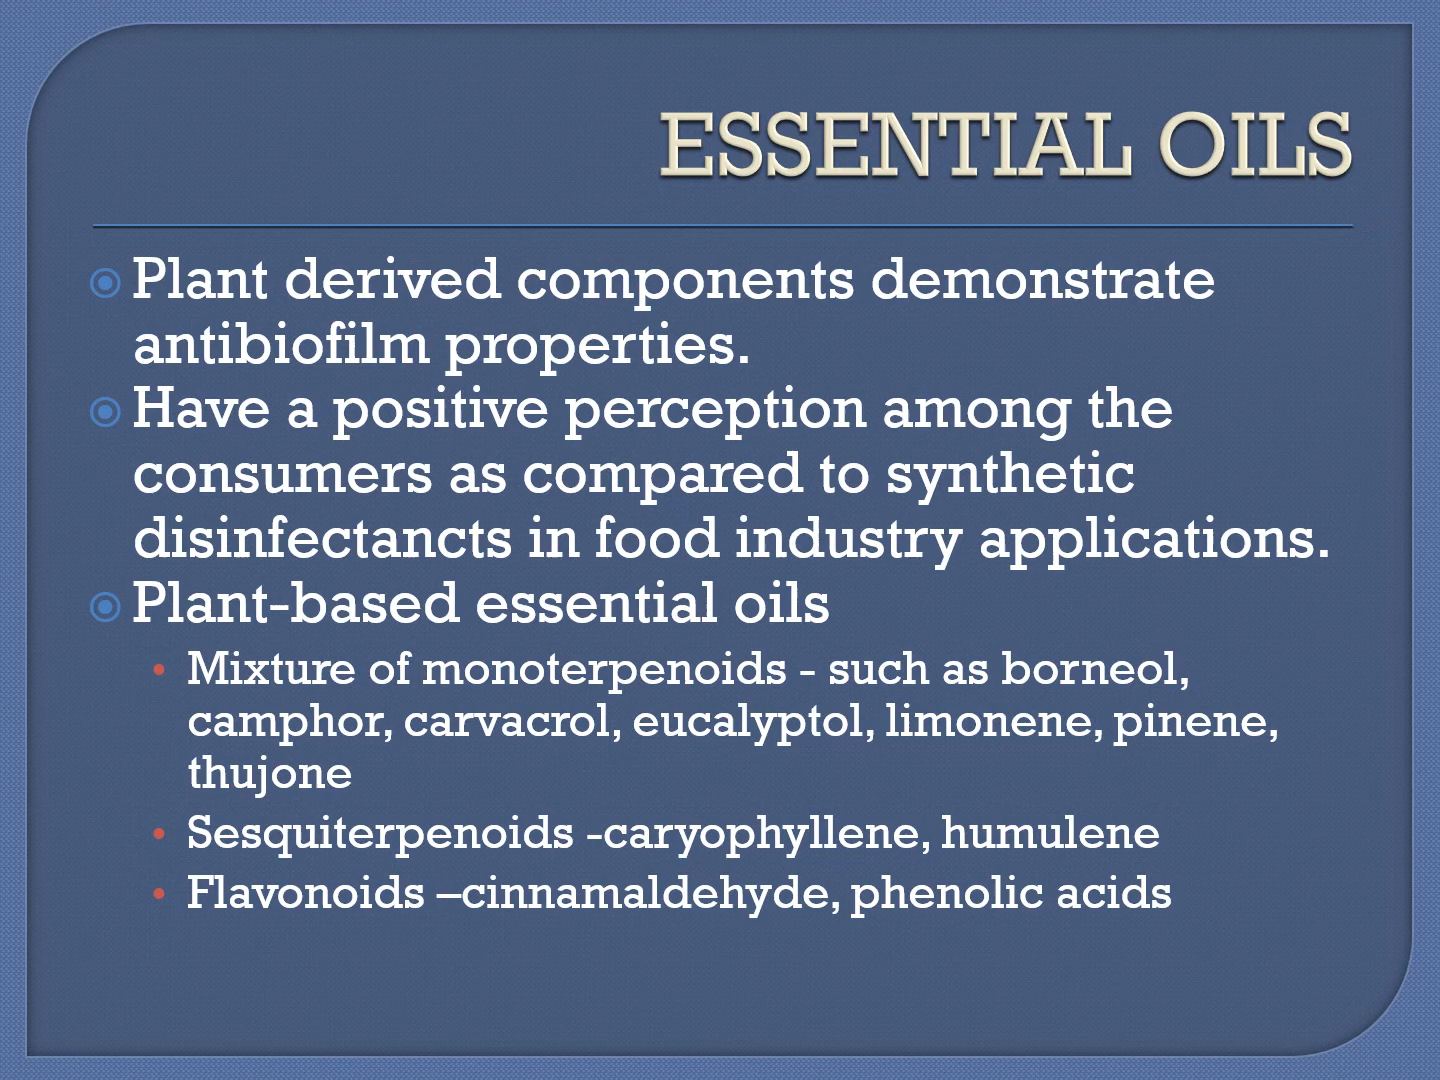 ESSENTIAL OILS
Plant derived components demonstrate
antibiofilm properties.
Have a positive perception among the
consumers as compared to synthetic
disinfectancts in food industry applications.
Plant-based essential oils
Mixture of monoterpenoids - such as borneol,
camphor, carvacrol, eucalyptol, limonene, pinene,
thujone
Sesquiterpenoids -caryophyllene, humulene
Flavonoids –cinnamaldehyde, phenolic acids